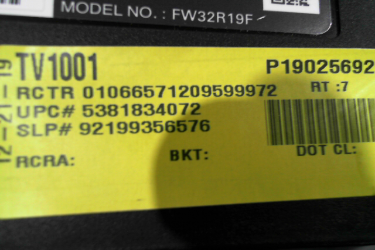 MODEL NO. : FW32R19F
TV1001 P19025692
RCTR 01066571209599972 RT :7
UPC# 5381834072
SLP# 92199356576
RCRA: BKT: DOT CL:
12-21-19